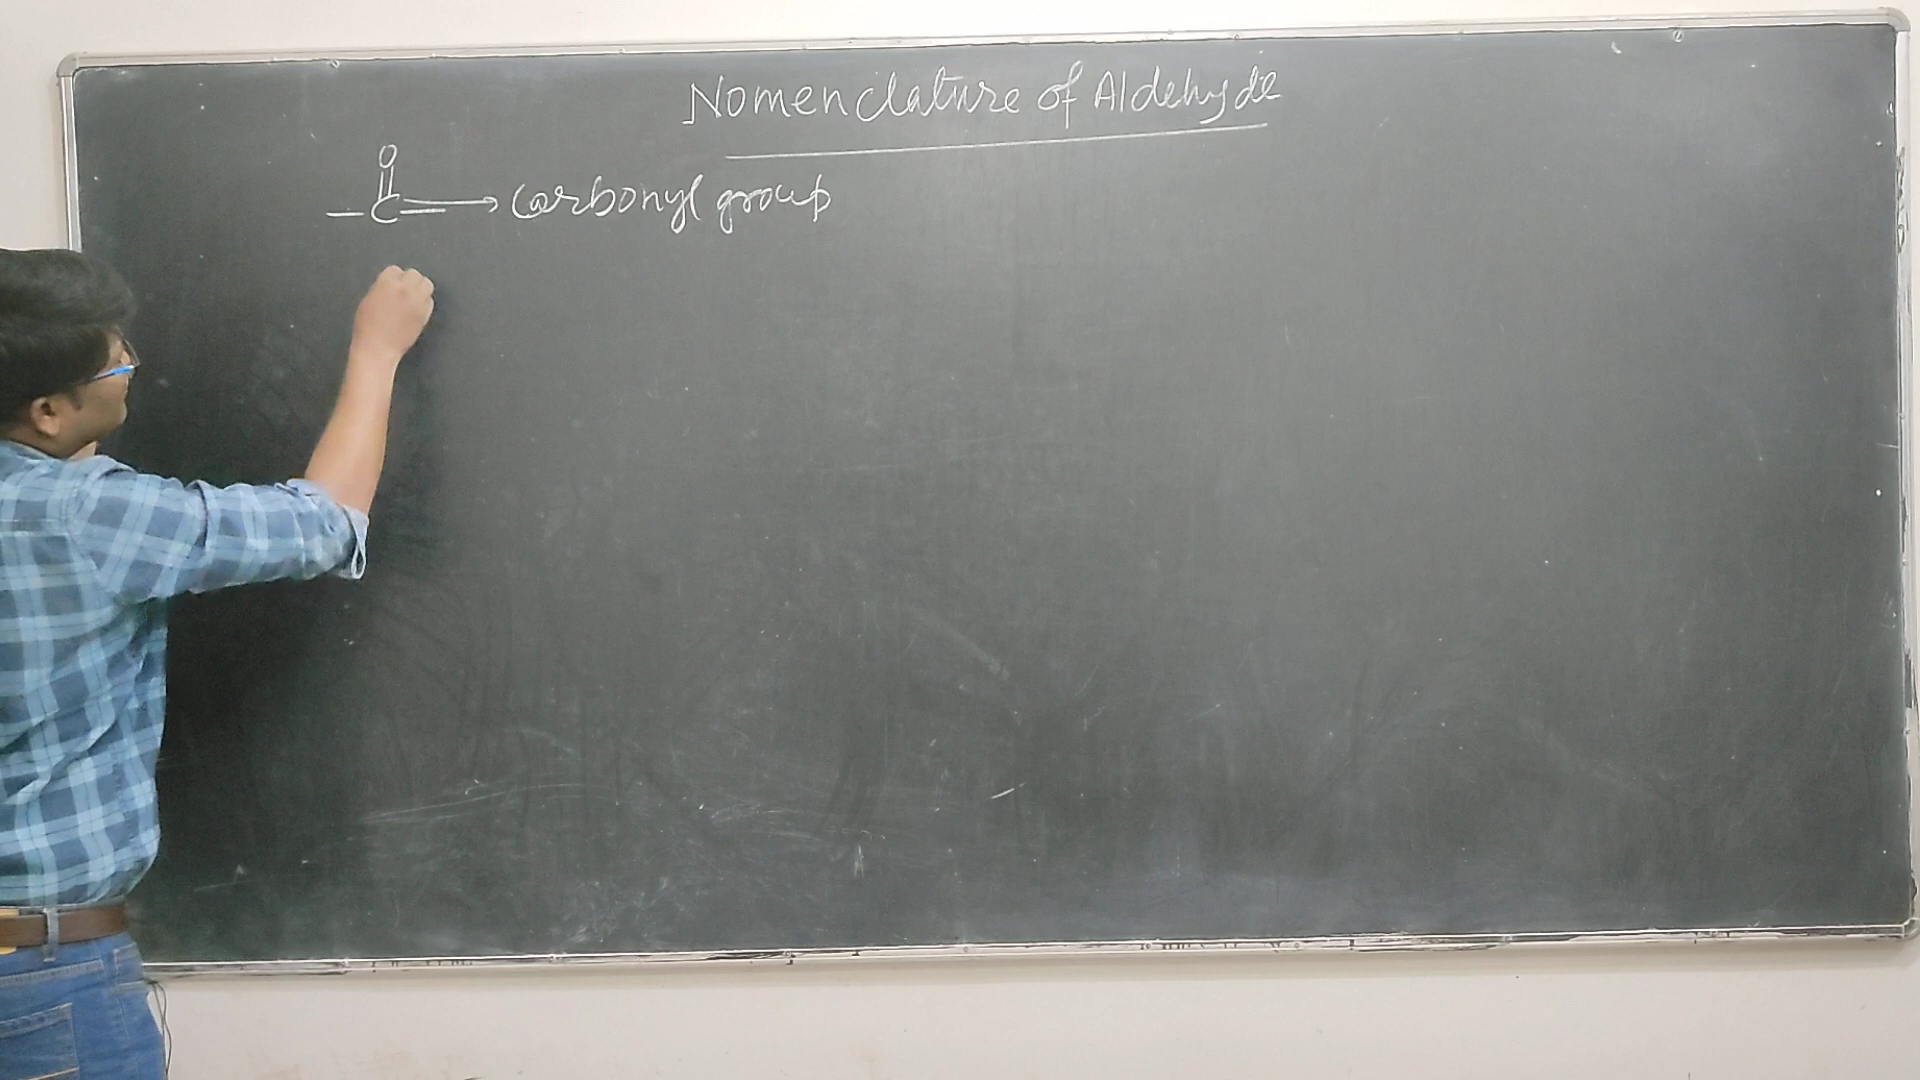 Nomenclature of Aldehyde
O
||
–C= → Carbonyl group